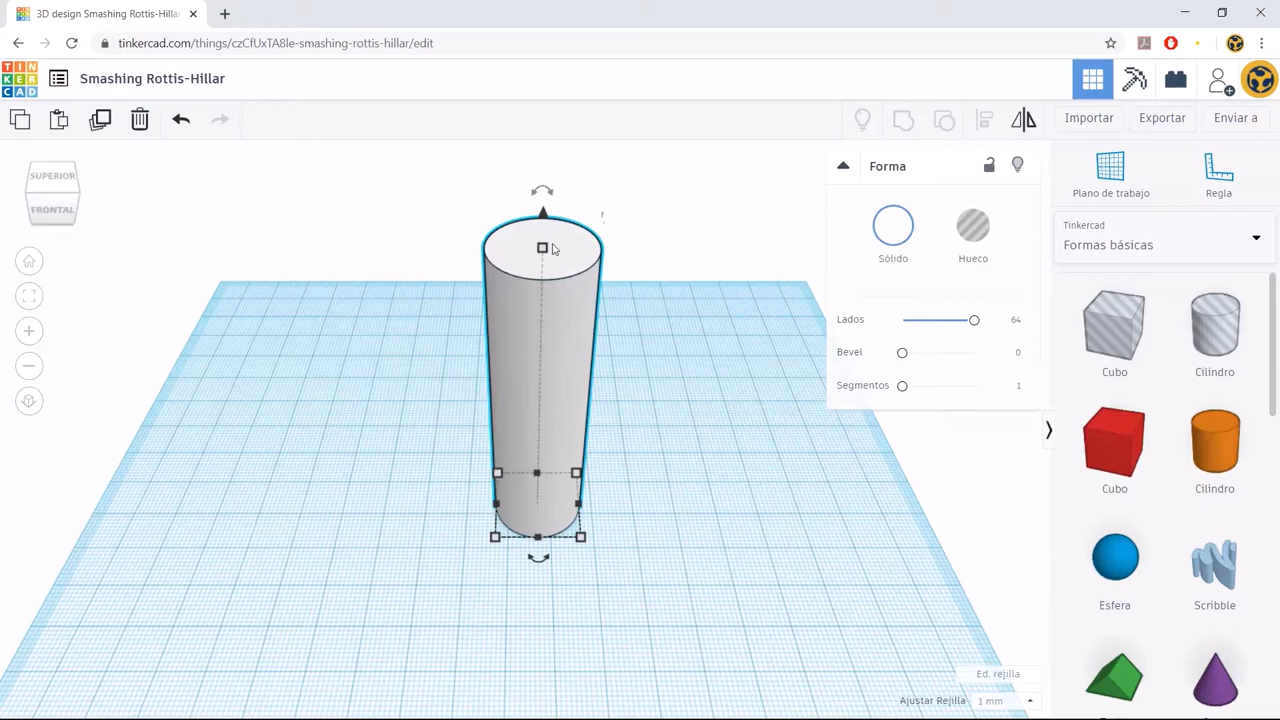 3D design Smashing Rottis-Hillar
tinkercad.com/things/czCfUxTA8le-smashing-rottis-hillar/edit
TIN
KER
CAD
Smashing Rottis-Hillar
Importar
Exportar
Enviar a
SUPERIOR
FRONTAL
Forma
Sólido
Hueco
Lados
64
Bevel
0
Segmentos
1
Plano de trabajo
Regla
Tinkercad
Formas básicas
Cubo
Cilindro
Cubo
Cilindro
Esfera
Scribble
Ed. rejilla
Ajustar Rejilla
1 mm